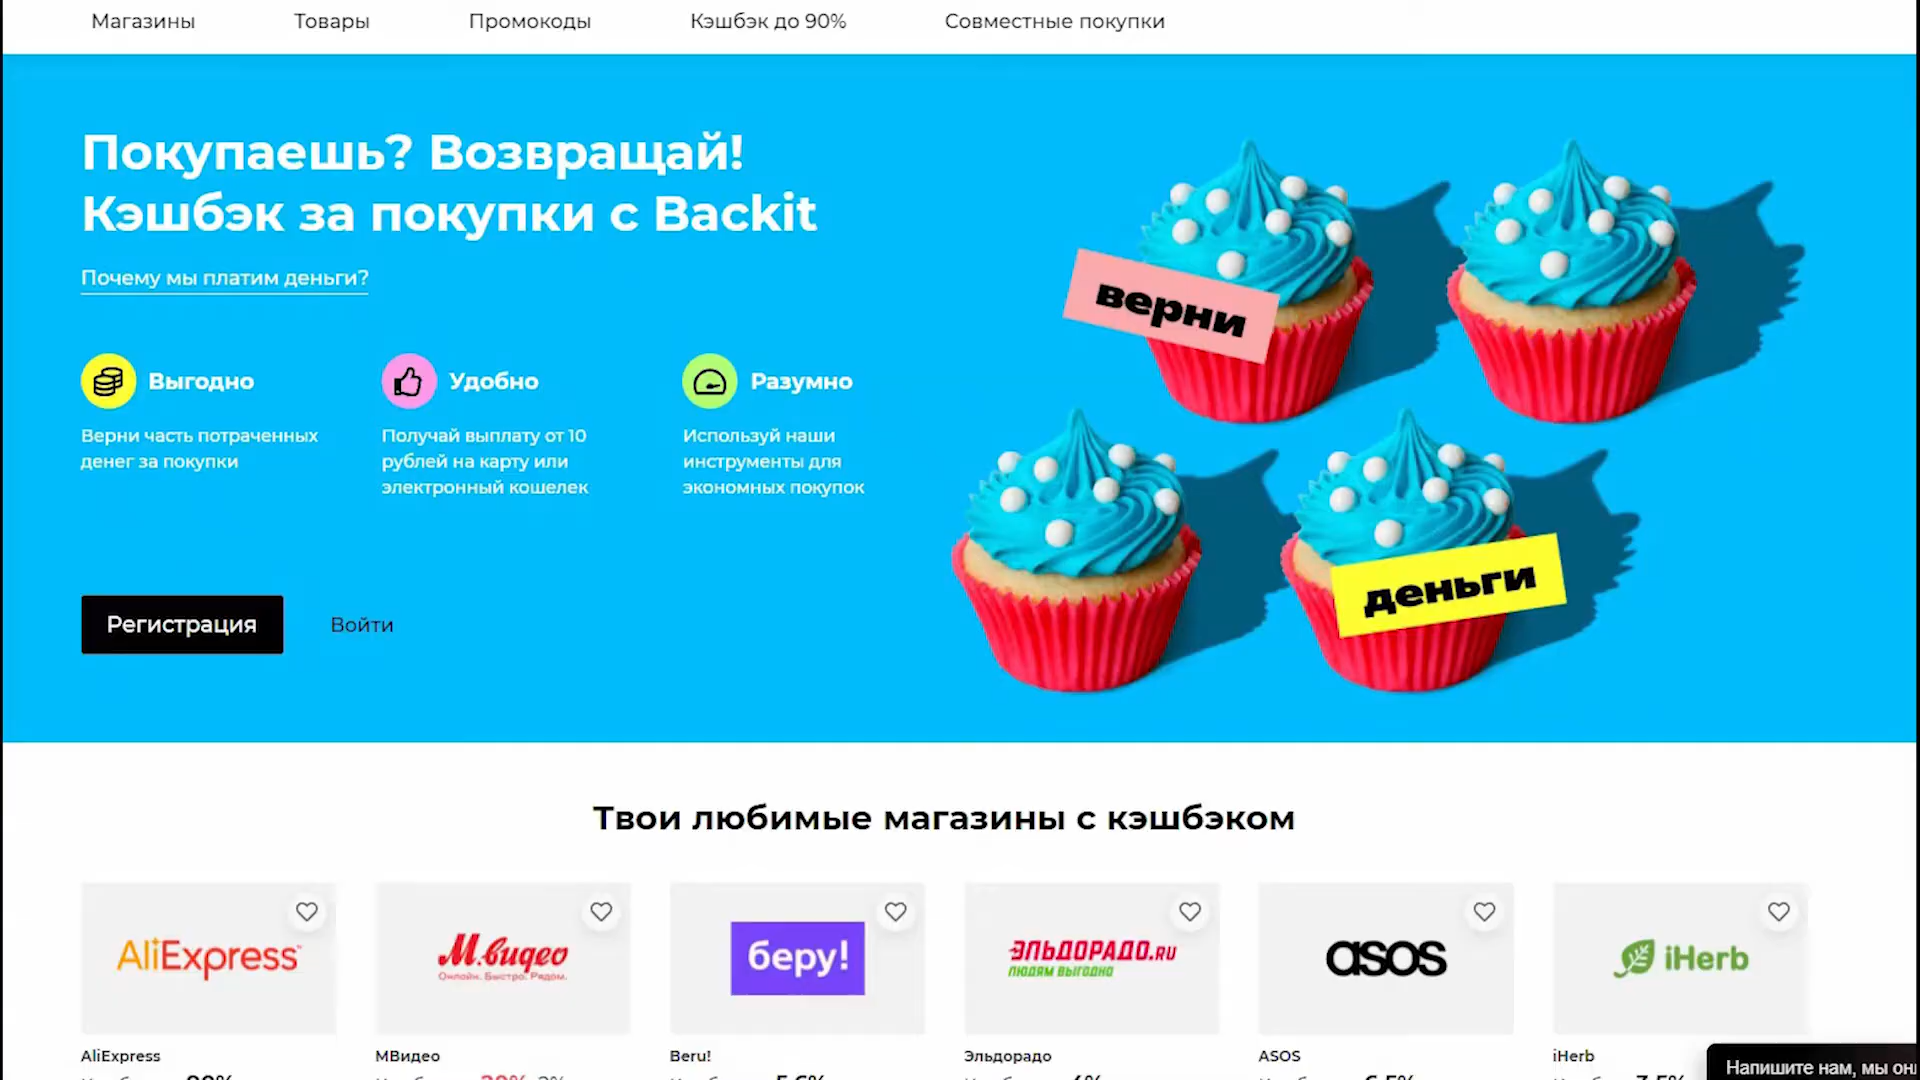 Магазины
Товары
Промокоды
Кэшбэк до 90%
Совместные покупки
Покупаешь? Возвращай!
Кэшбэк за покупки с Backit
Почему мы платим деньги?
Выгодно
Верни часть потраченных
денег за покупки
Удобно
Получай выплату от 10
рублей на карту или
электронный кошелек
Разумно
Используй наши
инструменты для
экономных покупок
верни
деньги
Регистрация
Войти
Твои любимые магазины с кэшбэком
AliExpress
М.видео
Онлайн. Быстро. Рядом.
беру!
ЭЛЬДОРАДО.RU
ЛЮДЯМ ВЫГОДНО
asos
iHerb
AliExpress
МВидео
Beru!
Эльдорадо
ASOS
iHerb
Напишите нам, мы